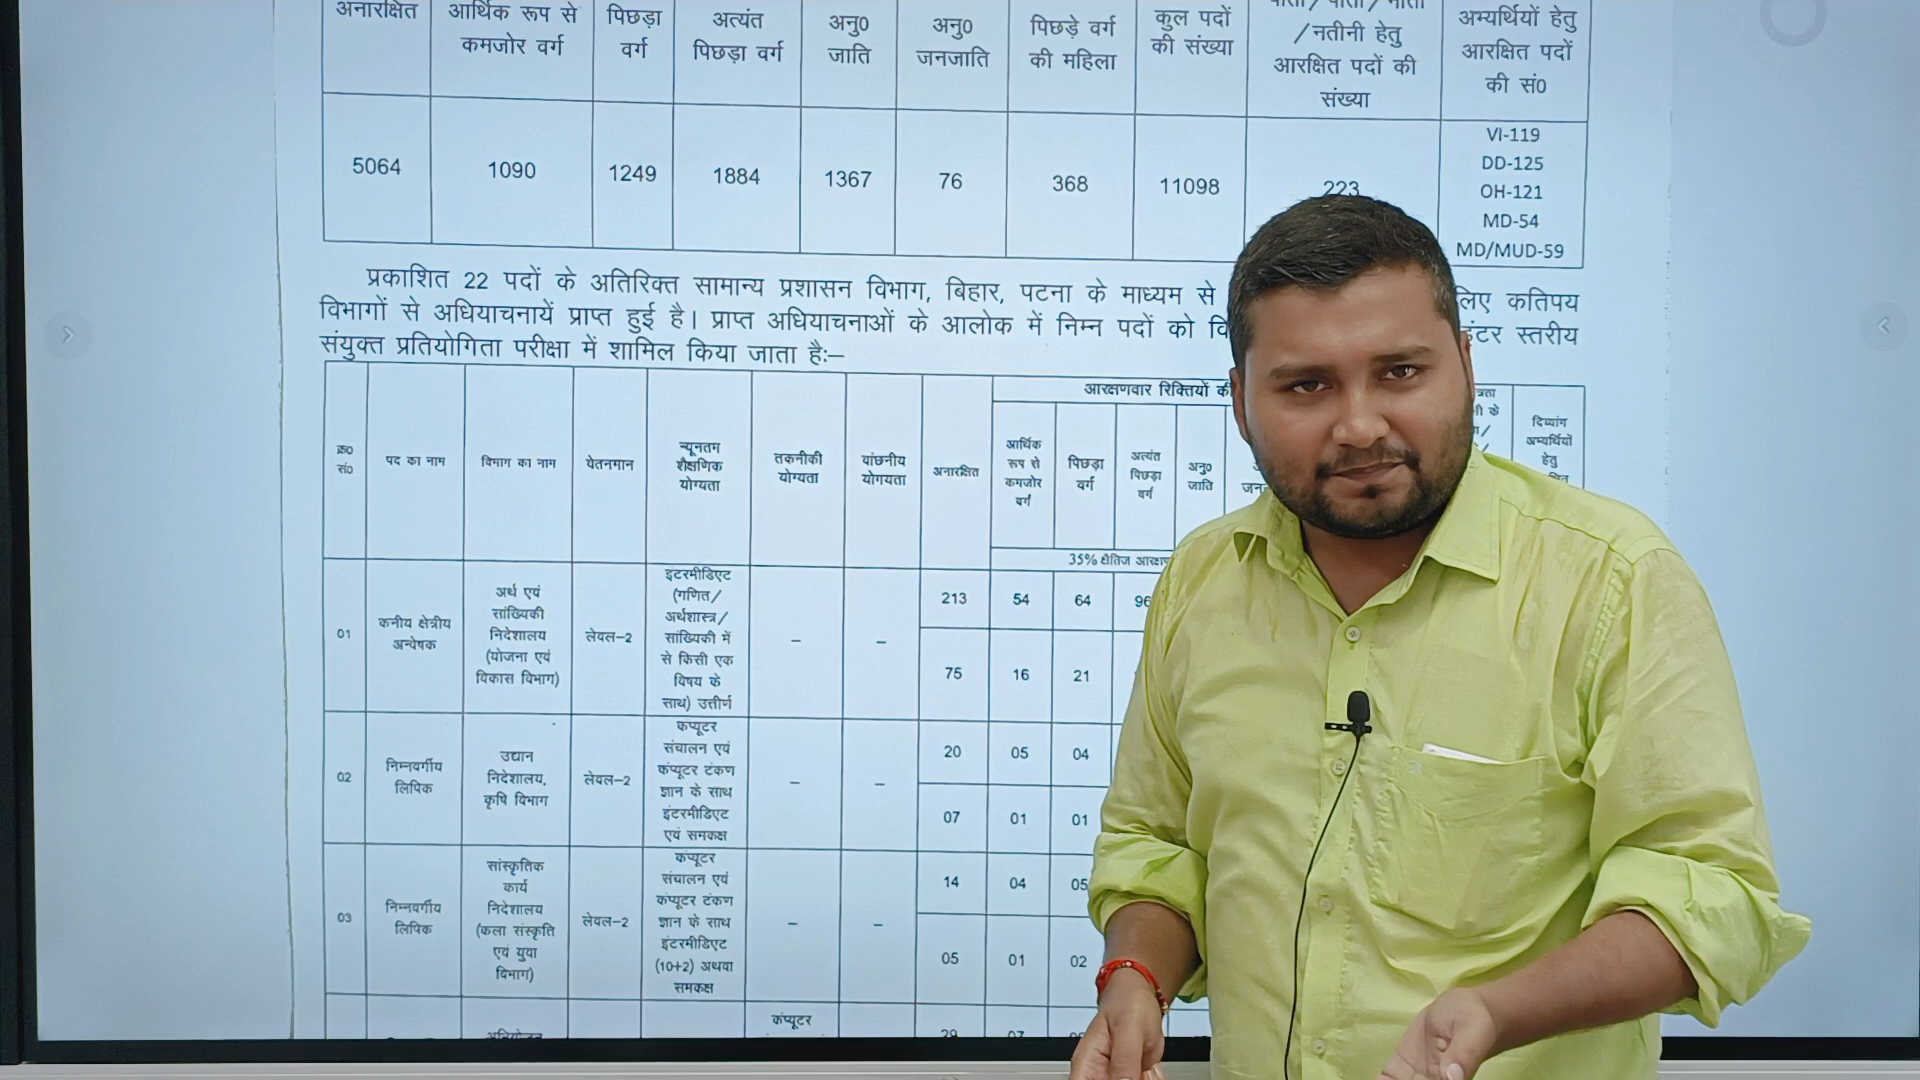 अनारक्षित
आर्थिक रूप से
कमजोर वर्ग
पिछड़ा
वर्ग
अत्यंत
पिछड़ा वर्ग
अनु0
जाति
अनु0
जनजाति
पिछड़े वर्ग
की महिला
कुल पदों
की संख्या
/नतीनी हेतु
आरक्षित पदों की
संख्या
अभ्यर्थियों हेतु
आरक्षित पदों
की सं0
5064
1090
1249
1884
1367
76
368
11098
223
VI-119
DD-125
OH-121
MD-54
MD/MUD-59
प्रकाशित 22 पदों के अतिरिक्त सामान्य प्रशासन विभाग, बिहार, पटना के माध्यम से लिए कतिपय
विभागों से अधियाचनायें प्राप्त हुई है। प्राप्त अधियाचनाओं के आलोक में निम्न पदों को इंटर स्तरीय
संयुक्त प्रतियोगिता परीक्षा में शामिल किया जाता हैः–
क्र0
सं0
पद का नाम
विभाग का नाम
वेतनमान
न्यूनतम
शैक्षणिक
योग्यता
तकनीकी
योग्यता
वांछनीय
योगयता
आरक्षणवार रिक्तियों की
अनारक्षित
आर्थिक
रूप से
कमजोर
वर्ग
पिछड़ा
वर्ग
अत्यंत
पिछड़ा
वर्ग
अनु0
जाति
दिव्यांग
अभ्यर्थियों
हेतु
35% क्षैतिज
01
कनीय क्षेत्रीय
अन्वेषक
अर्थ एवं
सांख्यिकी
निदेशालय
(योजना एवं
विकास विभाग)
लेवल–2
इंटरमीडिएट
(गणित/
अर्थशास्त्र/
सांख्यिकी में
से किसी एक
विषय के
साथ) उत्तीर्ण
–
–
213
54
64
96
75
16
21
02
निम्नवर्गीय
लिपिक
उद्यान
निदेशालय,
कृषि विभाग
लेवल–2
कंप्यूटर
संचालन एवं
कंप्यूटर टंकण
ज्ञान के साथ
इंटरमीडिएट
एवं समकक्ष
–
–
20
05
04
07
01
01
03
निम्नवर्गीय
लिपिक
सांस्कृतिक
कार्य
निदेशालय
(कला संस्कृति
एवं युवा
विभाग)
लेवल–2
कंप्यूटर
संचालन एवं
कंप्यूटर टंकण
ज्ञान के साथ
इंटरमीडिएट
(10+2) अथवा
समकक्ष
–
–
14
04
05
05
01
02
कंप्यूटर
29
07